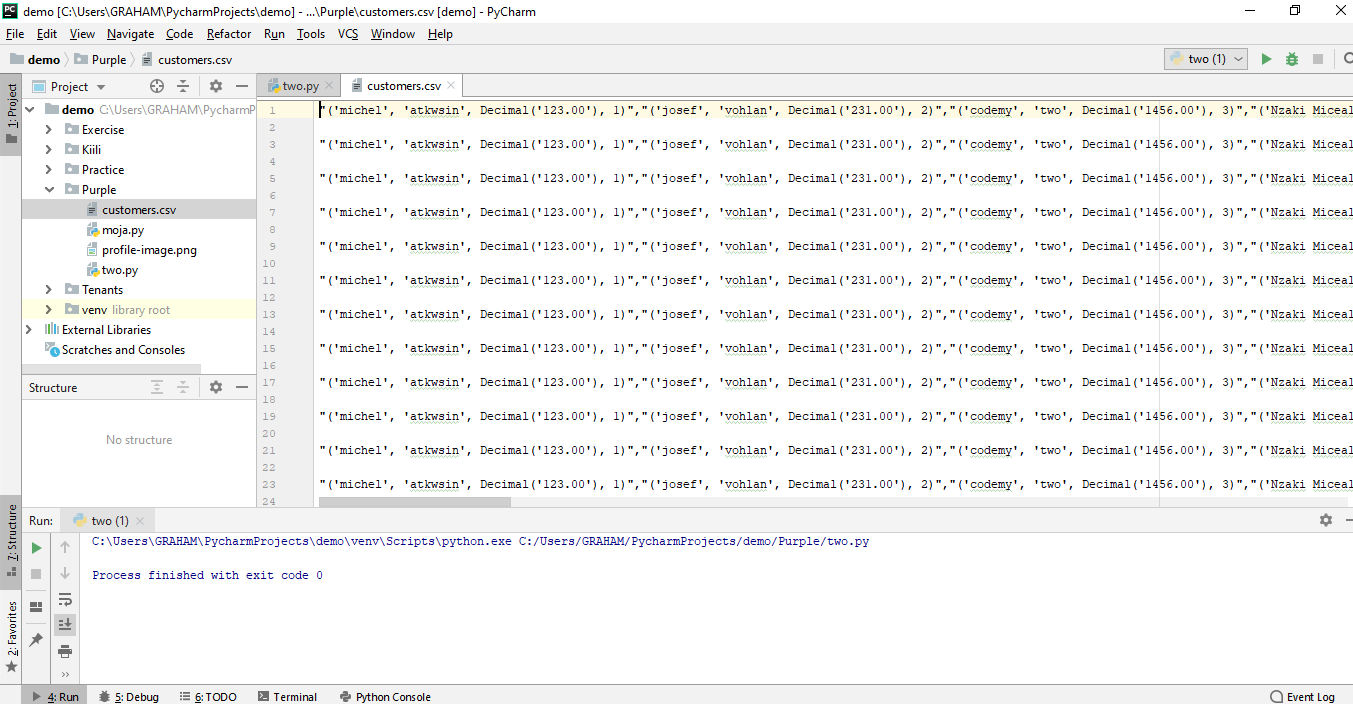 PC demo [C:\Users\GRAHAM\PycharmProjects\demo] - ...\Purple\customers.csv [demo] - PyCharm
File Edit View Navigate Code Refactor Run Tools VCS Window Help
demo Purple customers.csv two (1)
1: Project
Project
two.py customers.csv
demo C:\Users\GRAHAM\PycharmP
Exercise
Kiili
Practice
Purple
customers.csv
moja.py
profile-image.png
two.py
Tenants
venv library root
External Libraries
Scratches and Consoles
Structure
No structure
1 "('michel', 'atkwsin', Decimal('123.00'), 1)","('josef', 'vohlan', Decimal('231.00'), 2)","('codemy', 'two', Decimal('1456.00'), 3)","('Nzaki Miceal
2
3 "('michel', 'atkwsin', Decimal('123.00'), 1)","('josef', 'vohlan', Decimal('231.00'), 2)","('codemy', 'two', Decimal('1456.00'), 3)","('Nzaki Miceal
4
5 "('michel', 'atkwsin', Decimal('123.00'), 1)","('josef', 'vohlan', Decimal('231.00'), 2)","('codemy', 'two', Decimal('1456.00'), 3)","('Nzaki Miceal
6
7 "('michel', 'atkwsin', Decimal('123.00'), 1)","('josef', 'vohlan', Decimal('231.00'), 2)","('codemy', 'two', Decimal('1456.00'), 3)","('Nzaki Miceal
8
9 "('michel', 'atkwsin', Decimal('123.00'), 1)","('josef', 'vohlan', Decimal('231.00'), 2)","('codemy', 'two', Decimal('1456.00'), 3)","('Nzaki Miceal
10
11 "('michel', 'atkwsin', Decimal('123.00'), 1)","('josef', 'vohlan', Decimal('231.00'), 2)","('codemy', 'two', Decimal('1456.00'), 3)","('Nzaki Miceal
12
13 "('michel', 'atkwsin', Decimal('123.00'), 1)","('josef', 'vohlan', Decimal('231.00'), 2)","('codemy', 'two', Decimal('1456.00'), 3)","('Nzaki Miceal
14
15 "('michel', 'atkwsin', Decimal('123.00'), 1)","('josef', 'vohlan', Decimal('231.00'), 2)","('codemy', 'two', Decimal('1456.00'), 3)","('Nzaki Miceal
16
17 "('michel', 'atkwsin', Decimal('123.00'), 1)","('josef', 'vohlan', Decimal('231.00'), 2)","('codemy', 'two', Decimal('1456.00'), 3)","('Nzaki Miceal
18
19 "('michel', 'atkwsin', Decimal('123.00'), 1)","('josef', 'vohlan', Decimal('231.00'), 2)","('codemy', 'two', Decimal('1456.00'), 3)","('Nzaki Miceal
20
21 "('michel', 'atkwsin', Decimal('123.00'), 1)","('josef', 'vohlan', Decimal('231.00'), 2)","('codemy', 'two', Decimal('1456.00'), 3)","('Nzaki Miceal
22
23 "('michel', 'atkwsin', Decimal('123.00'), 1)","('josef', 'vohlan', Decimal('231.00'), 2)","('codemy', 'two', Decimal('1456.00'), 3)","('Nzaki Miceal
24
7: Structure
2: Favorites
Run: two (1)
C:\Users\GRAHAM\PycharmProjects\demo\venv\Scripts\python.exe C:/Users/GRAHAM/PycharmProjects/demo/Purple/two.py
Process finished with exit code 0
4: Run 5: Debug 6: TODO Terminal Python Console Event Log